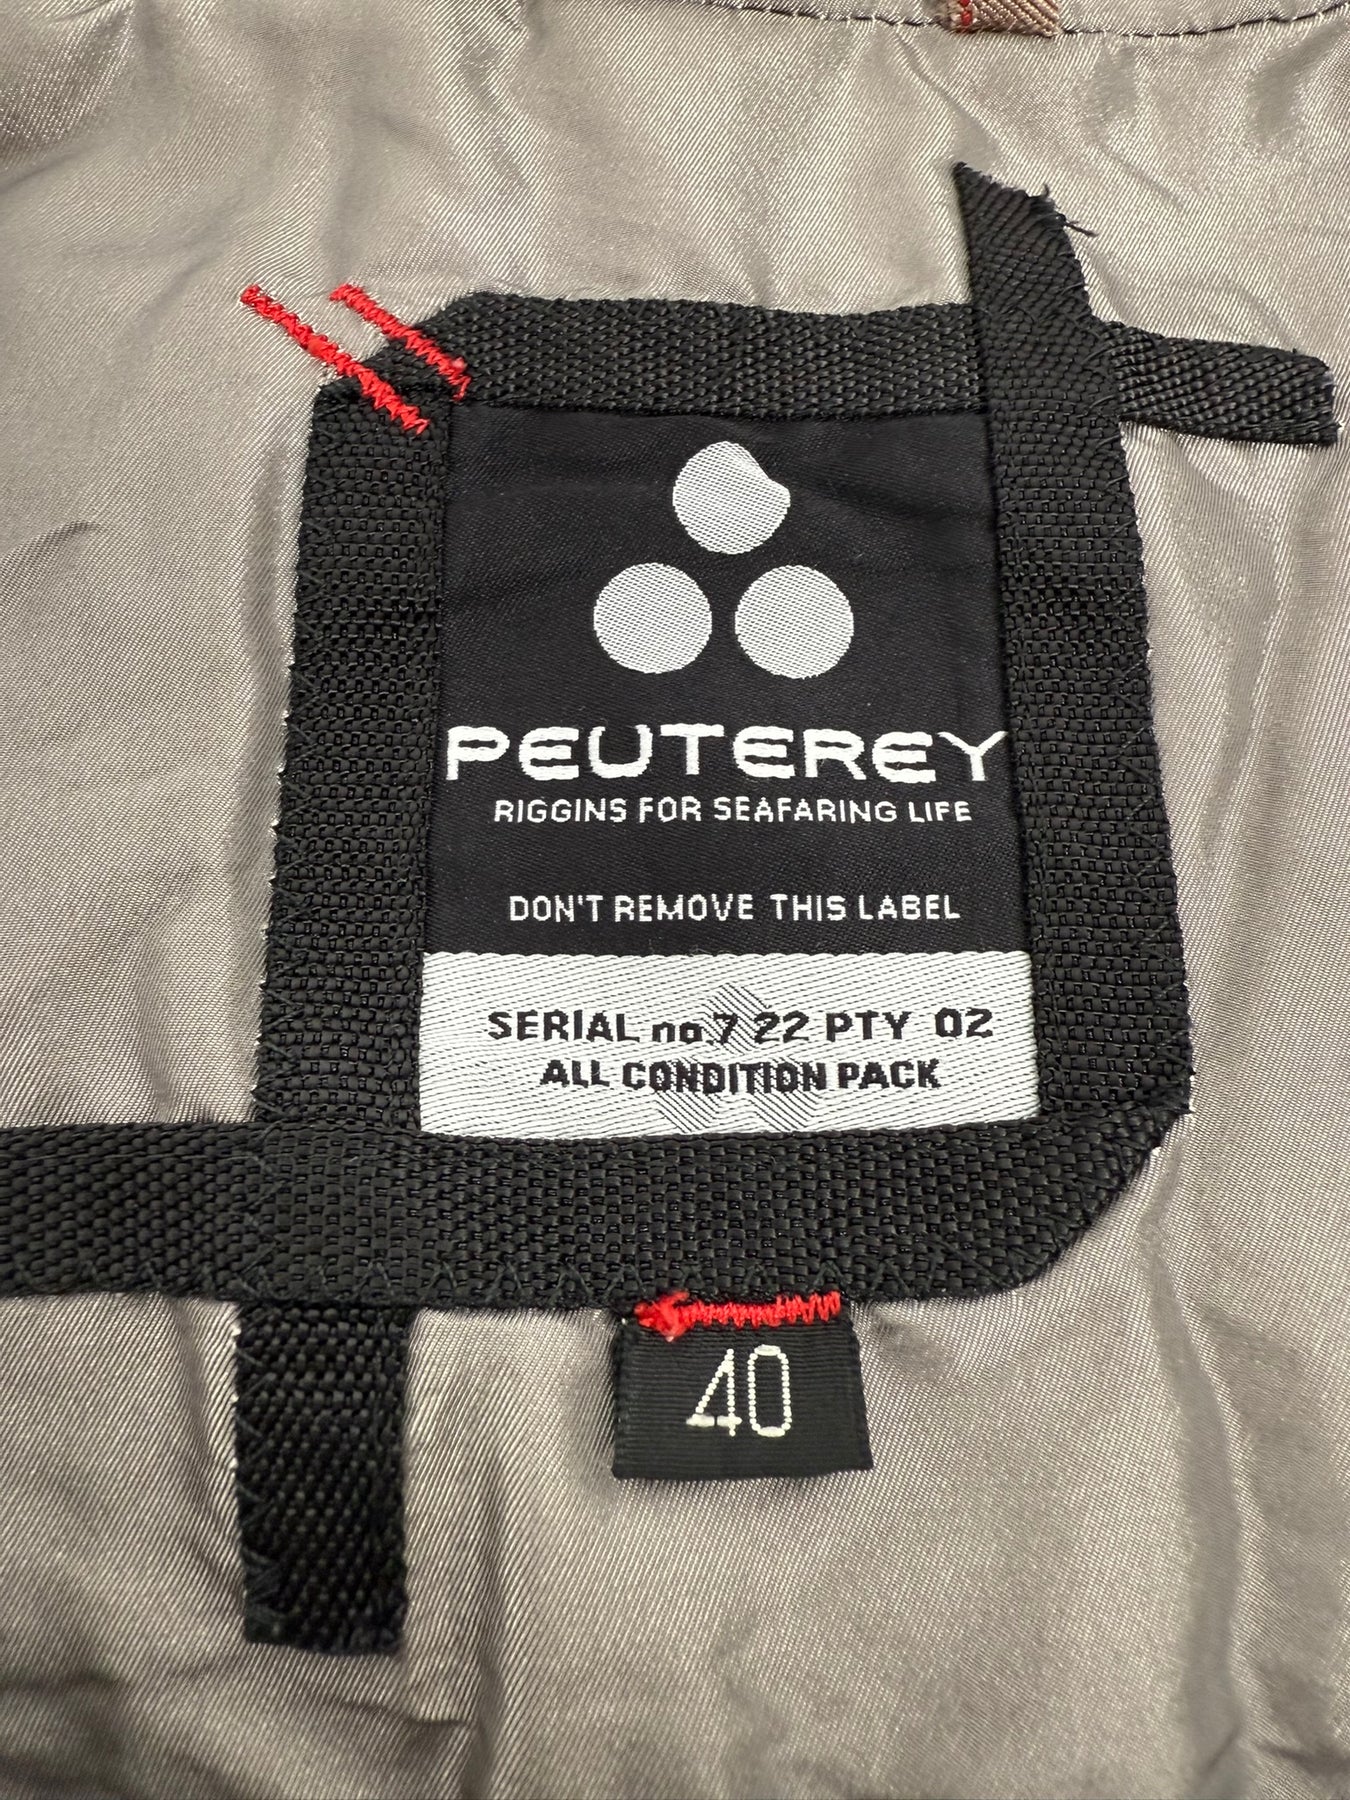 PEUTEREY
RIGGINS FOR SEAFARING LIFE
DON'T REMOVE THIS LABEL
SERIAL no.7 22 PTY 02
ALL CONDITION PACK
40